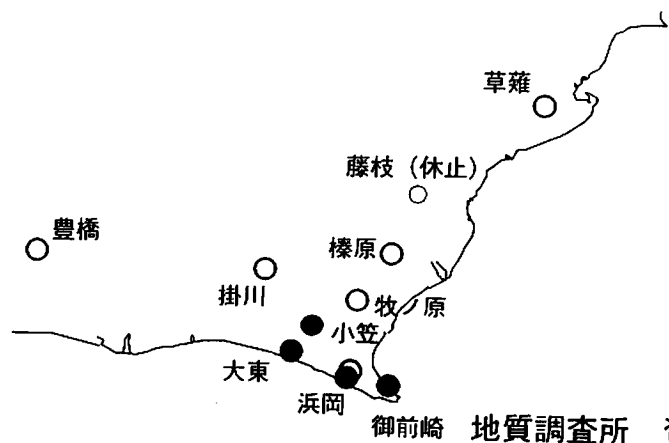 草薙
藤枝（休止）
豊橋
榛原
掛川
牧ノ原
小笠
大東
浜岡
御前崎
地質調査所